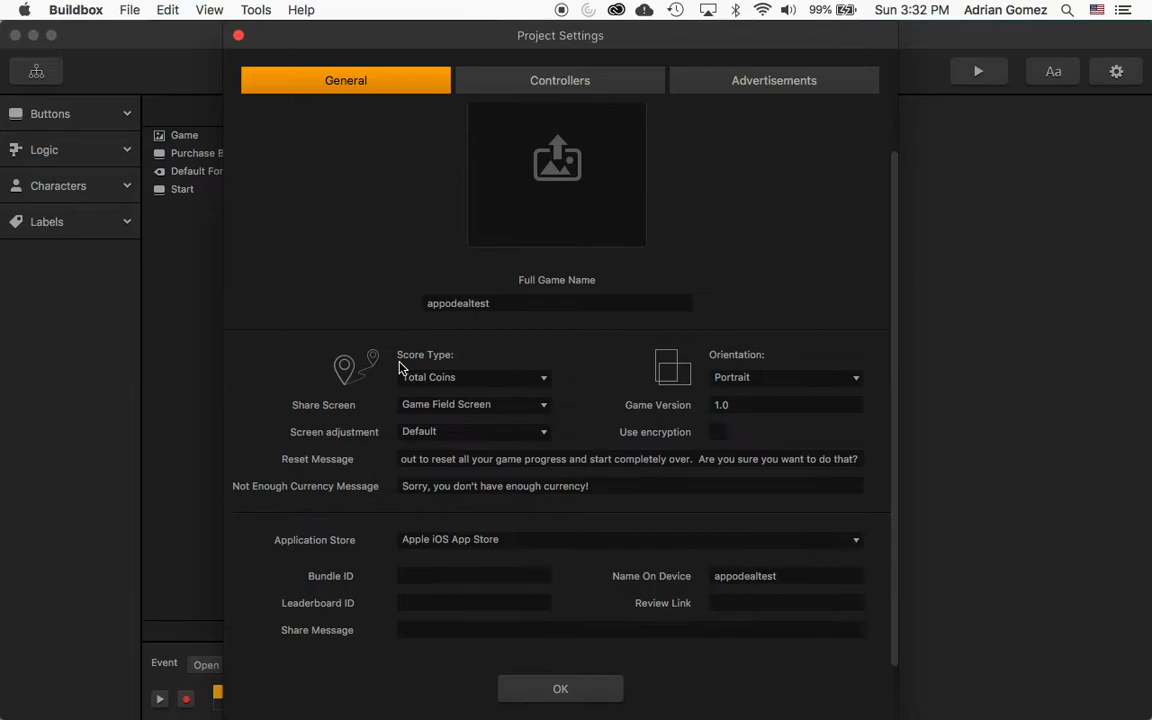 Buildbox File Edit View Tools Help 99% Sun 3:32 PM Adrian Gomez
Project Settings
General Controllers Advertisements
Aa
Buttons
Logic
Characters
Labels
Game
Purchase B
Default For
Start
Full Game Name
appodealtest
Score Type: Orientation:
Total Coins Portrait
Share Screen Game Field Screen Game Version 1.0
Screen adjustment Default Use encryption
Reset Message out to reset all your game progress and start completely over. Are you sure you want to do that?
Not Enough Currency Message Sorry, you don't have enough currency!
Application Store Apple iOS App Store
Bundle ID Name On Device appodealtest
Leaderboard ID Review Link
Share Message
Event Open
OK